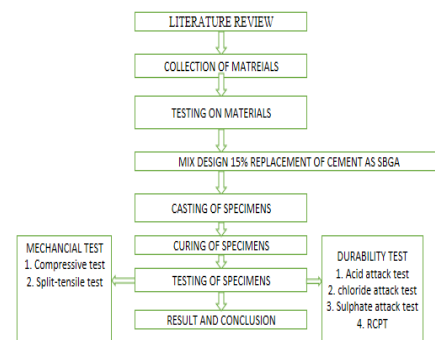 LITERATURE REVIEW
COLLECTION OF MATREIALS
TESTING ON MATERIALS
MIX DESIGN 15% REPLACEMENT OF CEMENT AS SBGA
CASTING OF SPECIMENS
CURING OF SPECIMENS
MECHANCIAL TEST
1. Compressive test
2. Split-tensile test
TESTING OF SPECIMENS
DURABILITY TEST
1. Acid attack test
2. chloride attack test
3. Sulphate attack test
4. RCPT
RESULT AND CONCLUSION